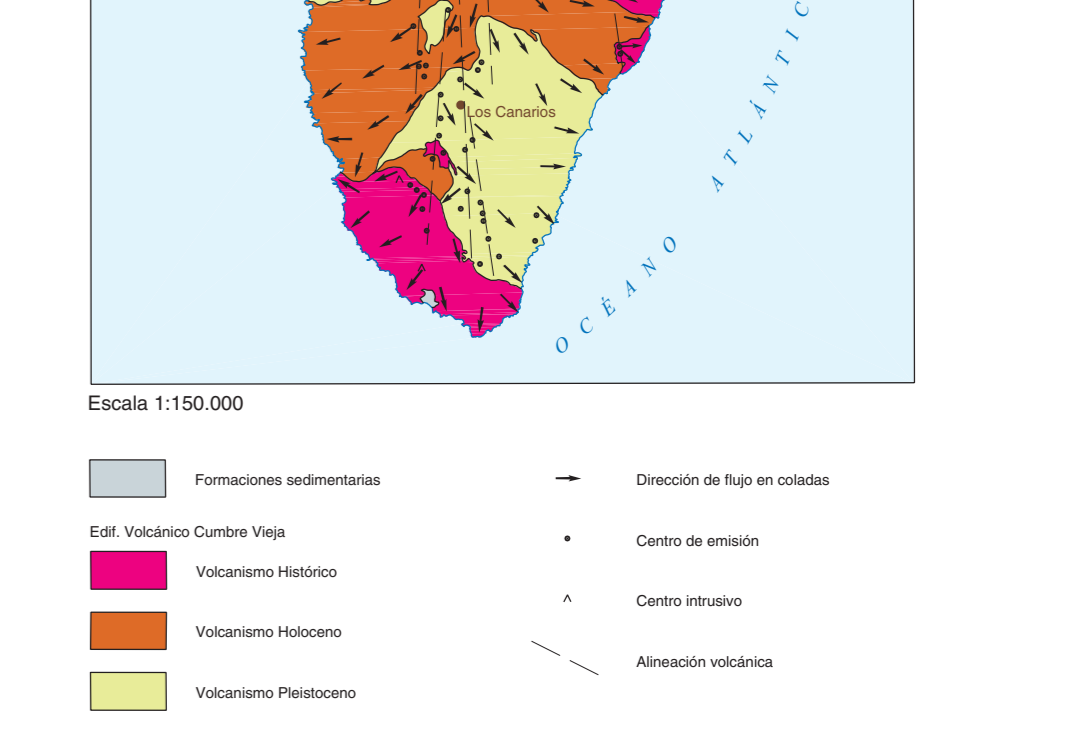 Los Canarios
OCÉANO ATLÁNTIC
Escala 1:150.000
Formaciones sedimentarias
Edif. Volcánico Cumbre Vieja
Volcanismo Histórico
Volcanismo Holoceno
Volcanismo Pleistoceno
Dirección de flujo en coladas
Centro de emisión
Centro intrusivo
Alineación volcánica